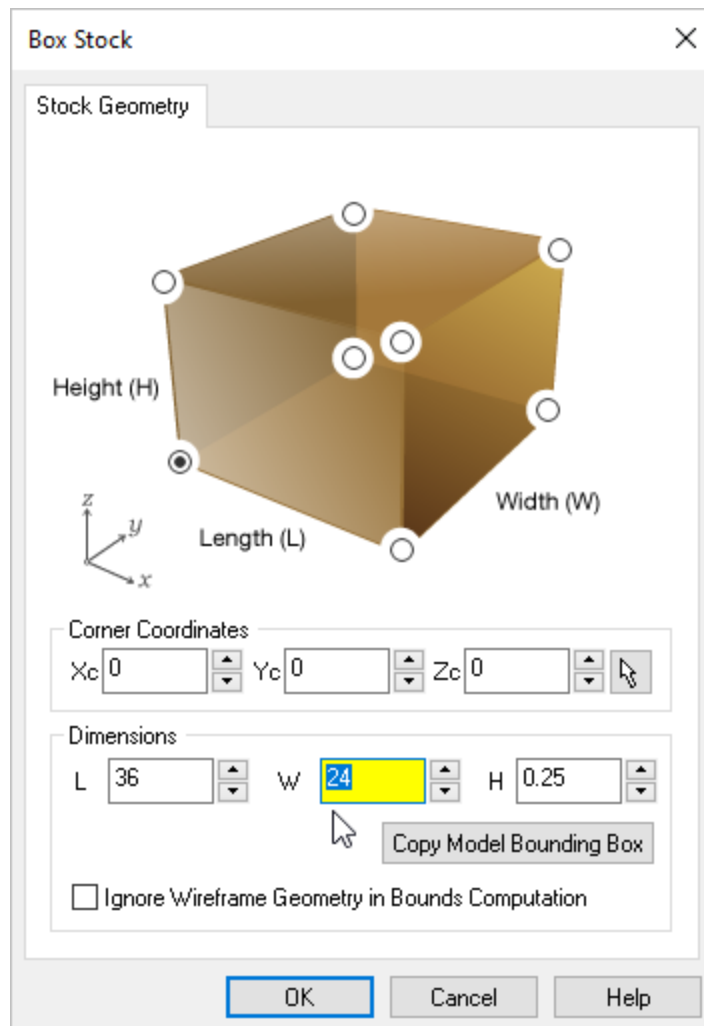 Box Stock
Stock Geometry
Height (H)
Width (W)
Length (L)
z
y
x
Corner Coordinates
Xc 0 Yc 0 Zc 0
Dimensions
L 36 W 24 H 0.25
Copy Model Bounding Box
Ignore Wireframe Geometry in Bounds Computation
OK Cancel Help